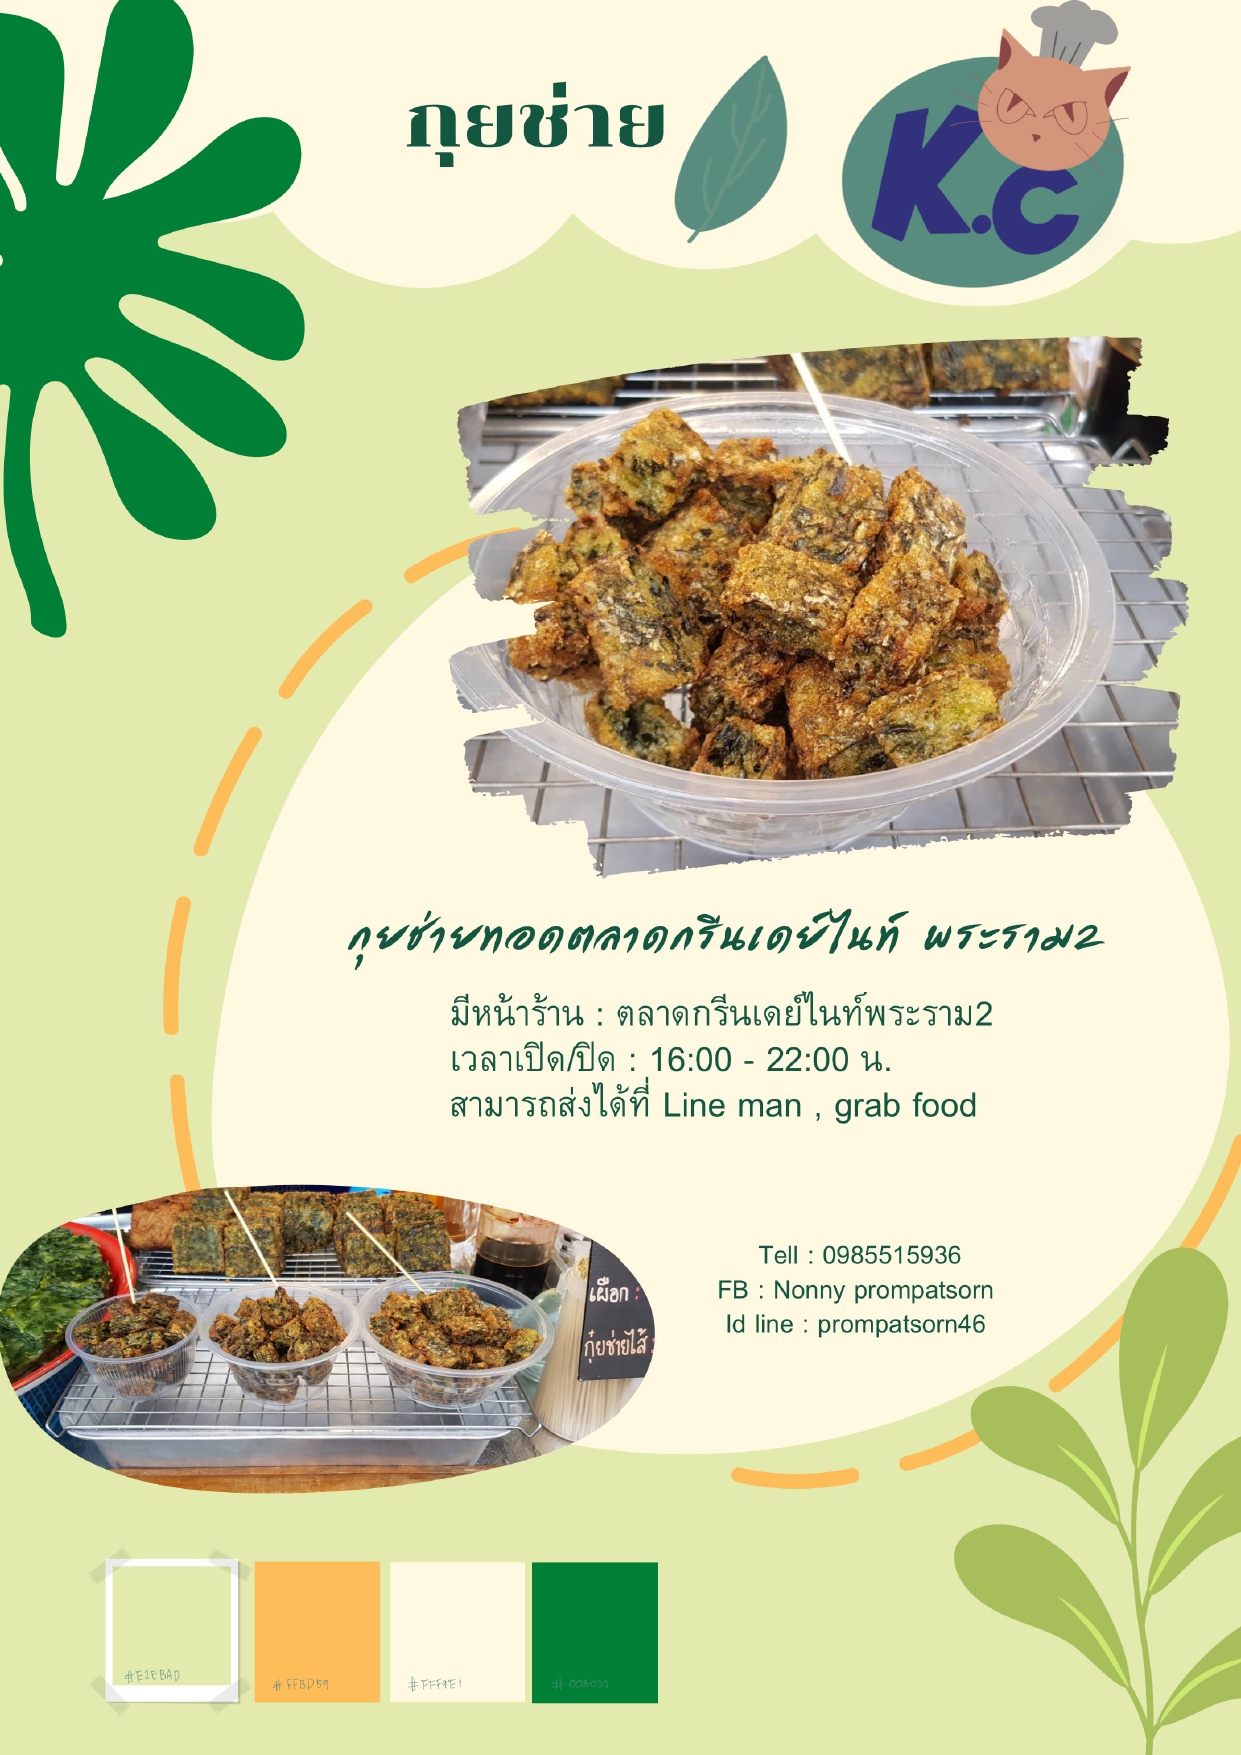 กุยช่าย
K.C
กุยช่ายทอดตลาดกรีนเดย์ไนท์ พระราม2
มีหน้าร้าน : ตลาดกรีนเดย์ไนท์พระราม2
เวลาเปิด/ปิด : 16:00 - 22:00 น.
สามารถส่งได้ที่ Line man , grab food
เผือก :
กุ๋ยช่ายไส้ :
Tell : 0985515936
FB : Nonny prompatsorn
Id line : prompatsorn46
#E2EBAD
#FFBD59
#FFF9E1
# 008037